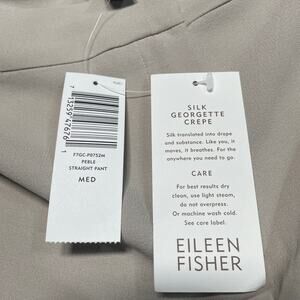 F7GC-P0752M
PEBLE
STRAIGHT PANT
MED
SILK
GEORGETTE
CREPE
Silk translated into drape
and substance. Like you, it
moves, it breathes. For the
anywhere you need to go.
CARE
For best results dry
clean, use light steam,
do not overpress.
Or machine wash cold.
See care label.
EILEEN
FISHER